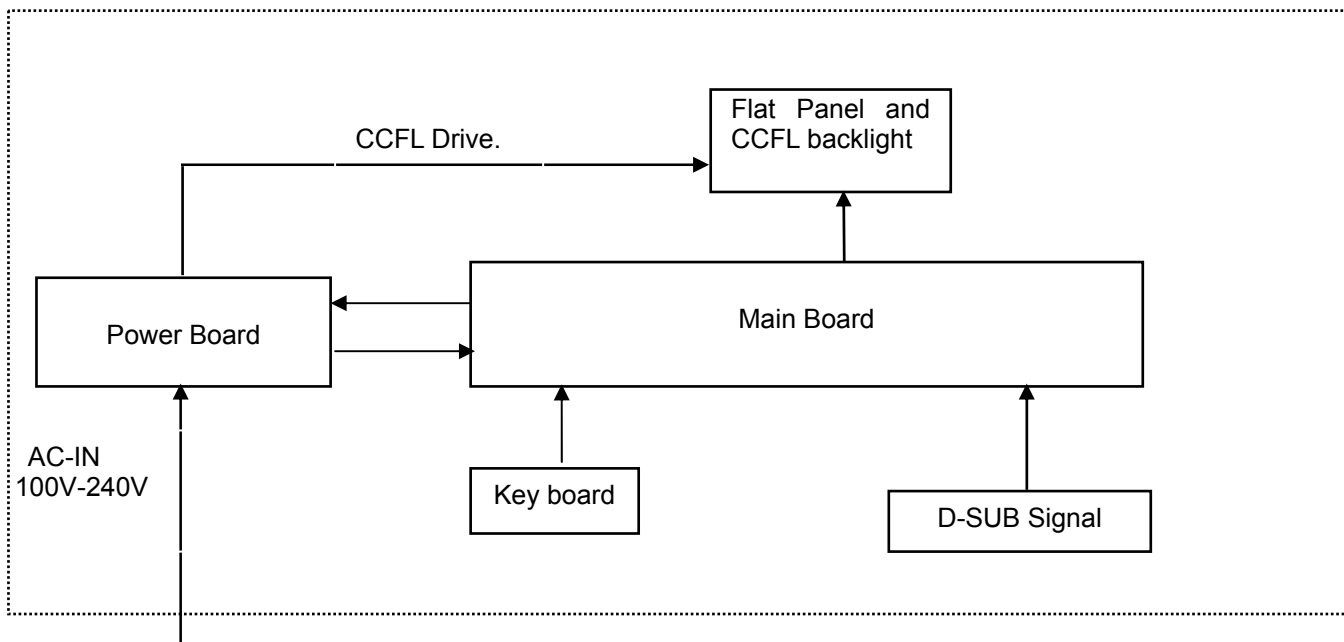 Flat Panel and
CCFL backlight
CCFL Drive.
Power Board
Main Board
AC-IN
100V-240V
Key board
D-SUB Signal